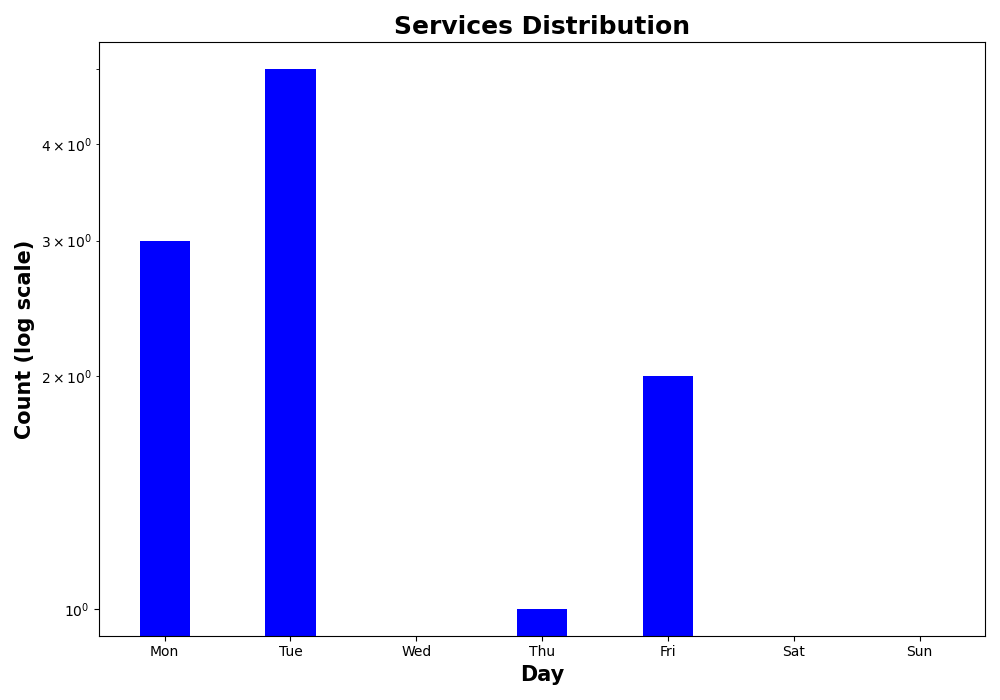 Services Distribution
Count (log scale)
4 × 10⁰
3 × 10⁰
2 × 10⁰
10⁰
Mon Tue Wed Thu Fri Sat Sun
Day